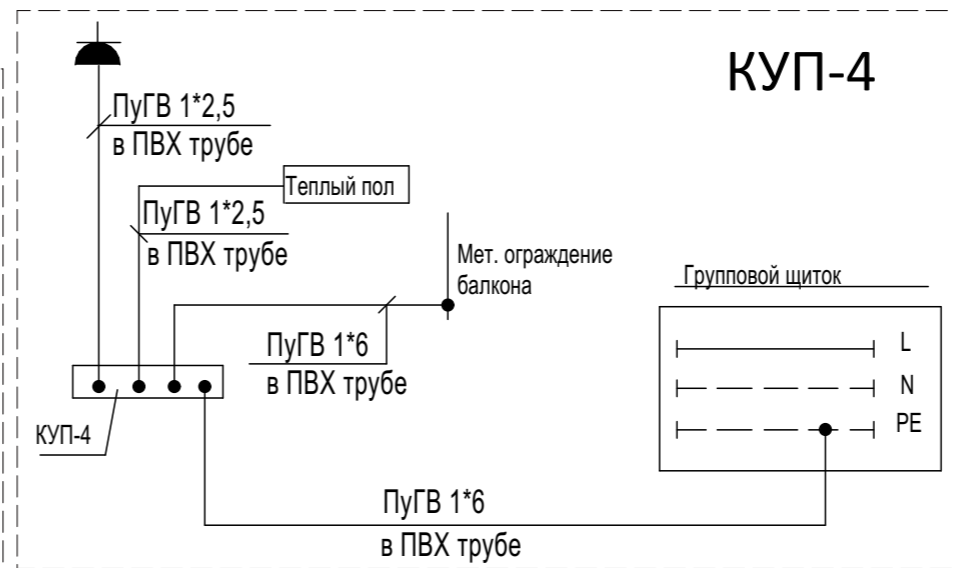 КУП-4
ПуГВ 1*2,5
в ПВХ трубе
Теплый пол
ПуГВ 1*2,5
в ПВХ трубе
Мет. ограждение
балкона
Групповой щиток
ПуГВ 1*6
в ПВХ трубе
L
N
PE
КУП-4
ПуГВ 1*6
в ПВХ трубе